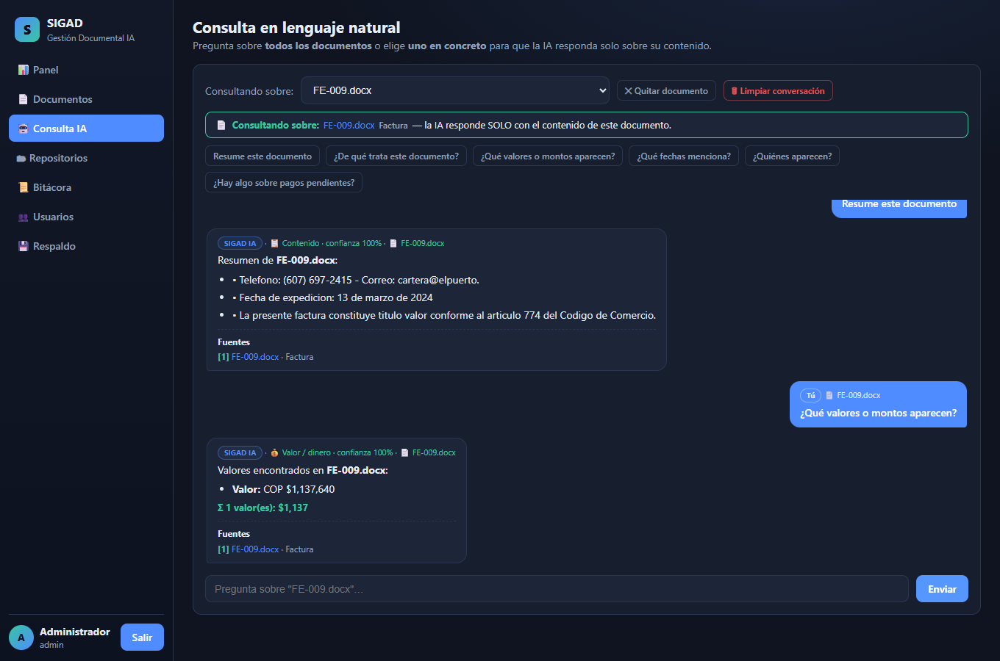 S
SIGAD
Gestión Documental IA
Panel
Documentos
Consulta IA
Repositorios
Bitácora
Usuarios
Respaldo
A
Administrador
admin
Salir
Consulta en lenguaje natural
Pregunta sobre todos los documentos o elige uno en concreto para que la IA responda solo sobre su contenido.
Consultando sobre: FE-009.docx ✕ Quitar documento Limpiar conversación
Consultando sobre: FE-009.docx Factura — la IA responde SOLO con el contenido de este documento.
Resume este documento ¿De qué trata este documento? ¿Qué valores o montos aparecen? ¿Qué fechas menciona? ¿Quiénes aparecen?
¿Hay algo sobre pagos pendientes?
Resume este documento
SIGAD IA · Contenido · confianza 100% · FE-009.docx
Resumen de FE-009.docx:
• • Telefono: (607) 697-2415 - Correo: cartera@elpuerto.
• • Fecha de expedicion: 13 de marzo de 2024
• • La presente factura constituye titulo valor conforme al articulo 774 del Codigo de Comercio.
Fuentes
[1] FE-009.docx · Factura
Tú FE-009.docx
¿Qué valores o montos aparecen?
SIGAD IA · Valor / dinero · confianza 100% · FE-009.docx
Valores encontrados en FE-009.docx:
• Valor: COP $1,137,640
Σ 1 valor(es): $1,137
Fuentes
[1] FE-009.docx · Factura
Pregunta sobre "FE-009.docx"...
Enviar